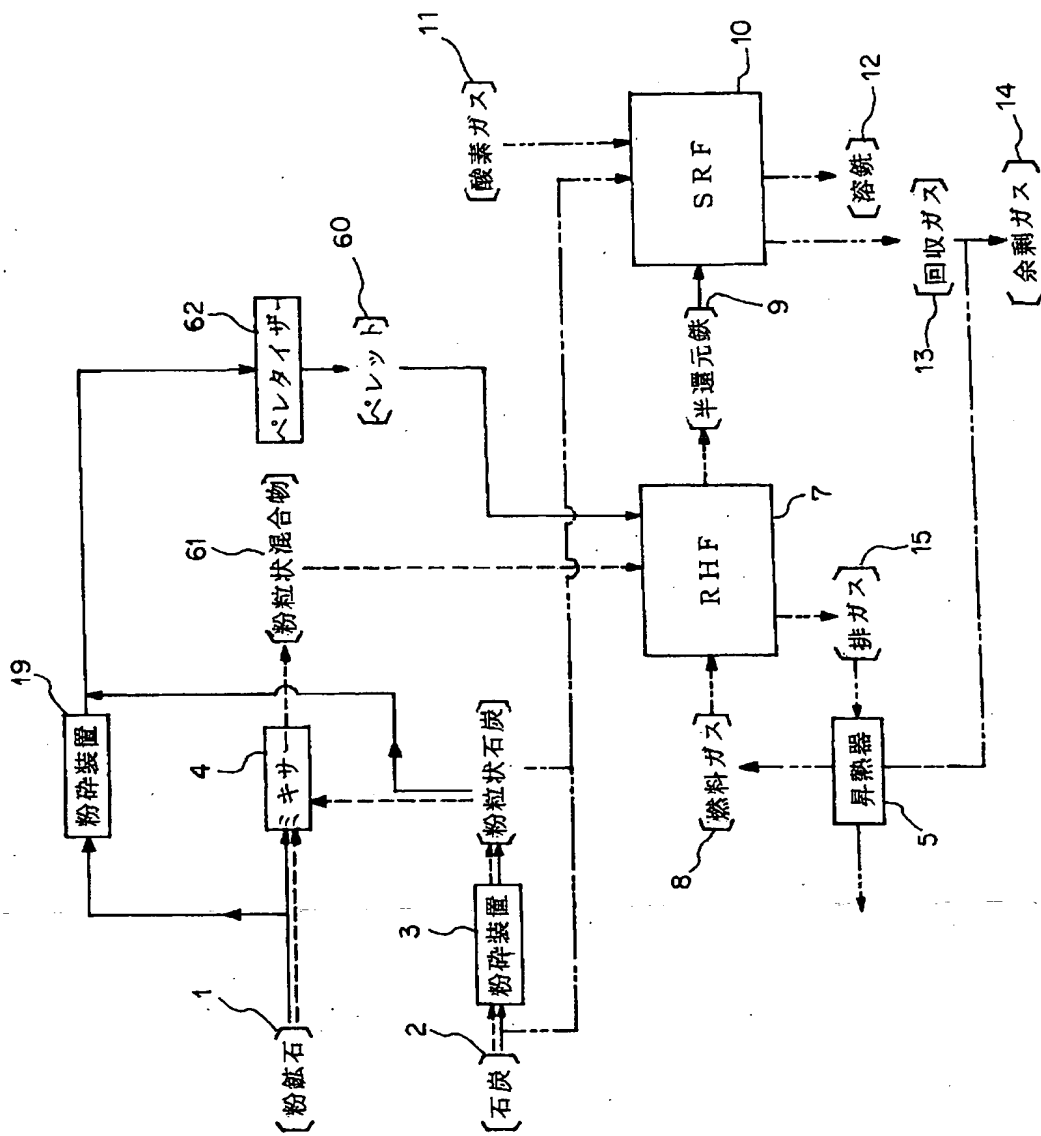 [粉鉱石]
1
[石炭]
2
粉砕装置
3
[粉粒状石炭]
粉砕装置
19
ミキサー
4
[粉粒状混合物]
61
ペレタイザー
62
[ペレット]
60
[燃料ガス]
8
昇熱器
5
[排ガス]
15
RHF
7
[半還元鉄]
9
[酸素ガス]
11
SRF
10
[溶銑]
12
[回収ガス]
13
[余剰ガス]
14